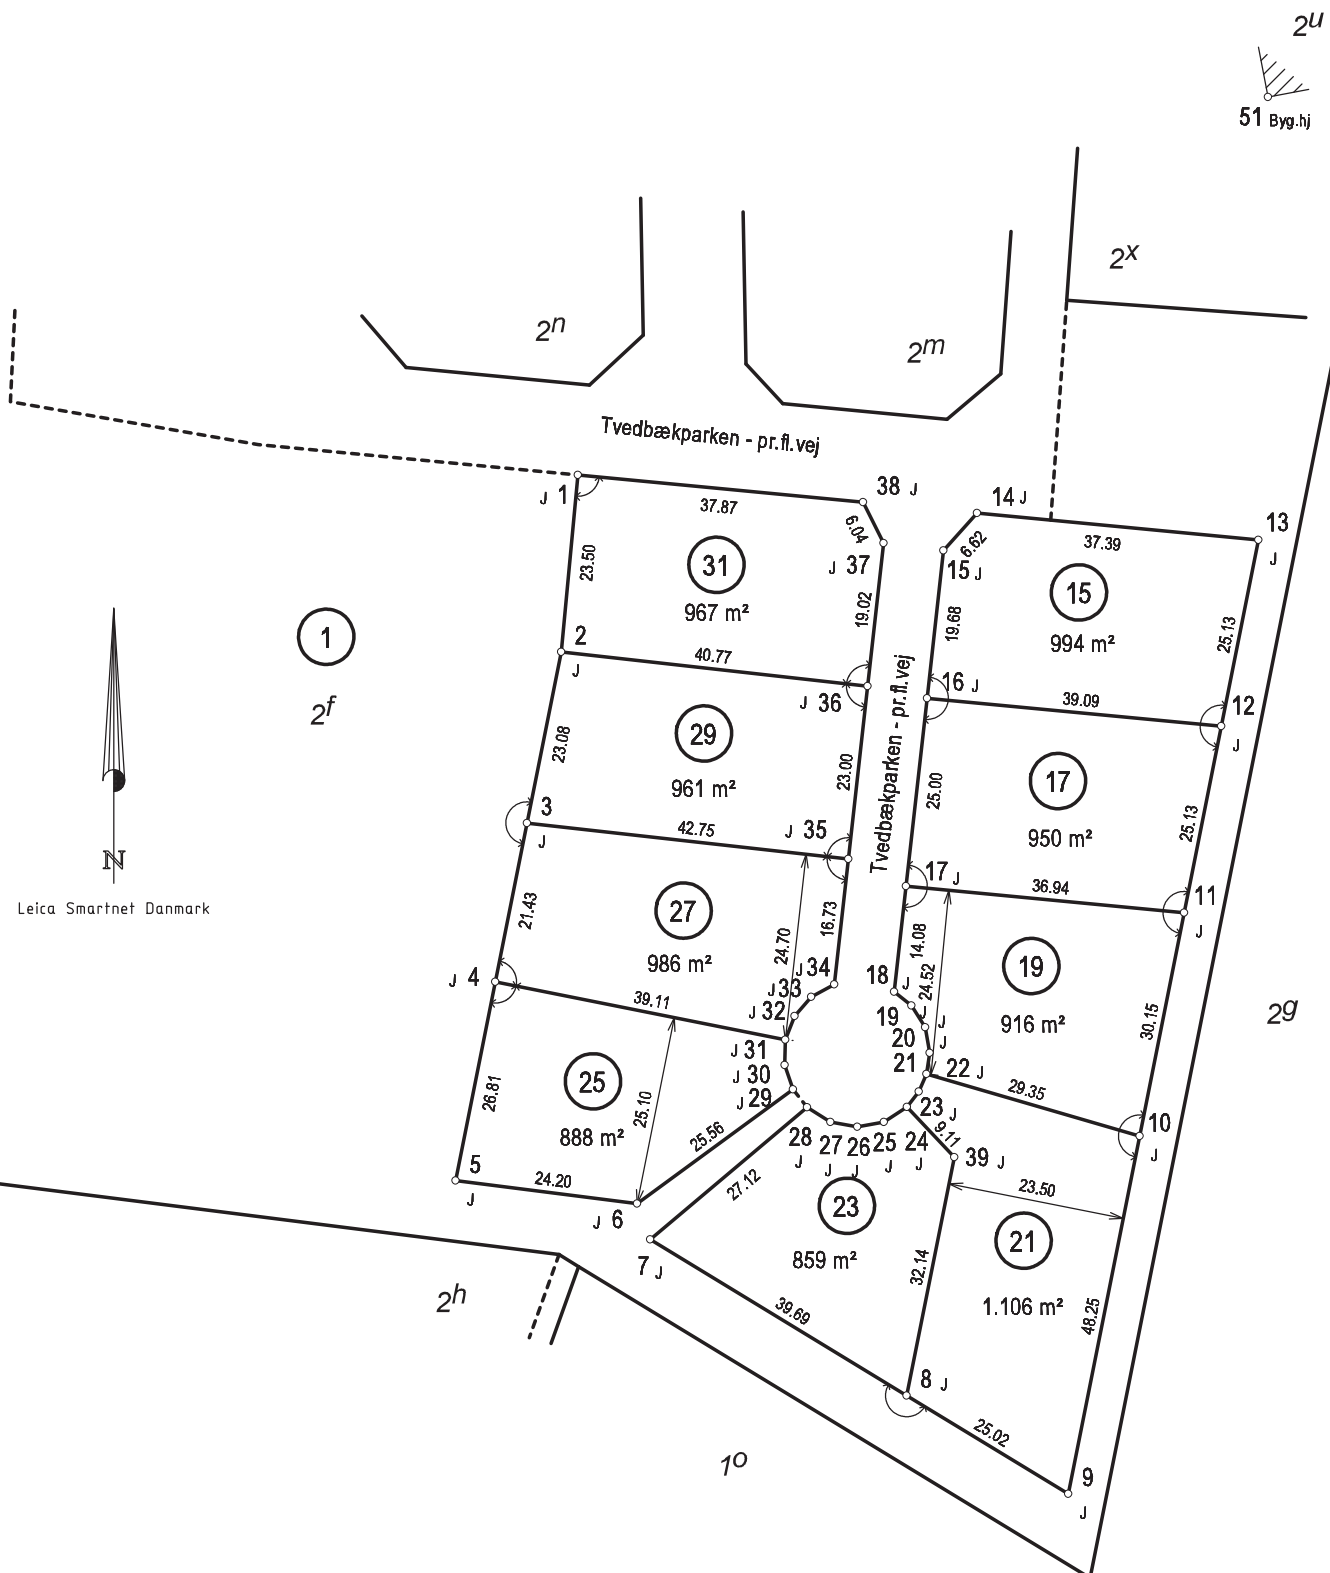 2u
51 Byg.hj
2x
2n
2m
Tvedbækparken - pr.fl.vej
J 1
37.87
38 J
14 J
13
J
6.04
6.62
37.39
23.50
31
967 m²
J 37
15 J
15
994 m²
19.02
19.68
25.13
1
2f
2
J
40.77
J 36
16 J
39.09
12
J
Tvedbækparken - pr.fl.vej
29
961 m²
23.08
23.00
25.00
17
950 m²
25.13
3
J
42.75
J 35
17 J
36.94
11
J
N
Leica Smartnet Danmark
21.43
27
986 m²
24.70
16.73
14.08
24.52
19
916 m²
30.15
2g
J 4
39.11
J 34
J 33
J 32
J 31
J 30
J 29
18 J
19 J
20 J
21 J
22 J
29.35
10
J
26.81
25
888 m²
25.10
25.56
28 J
27 J
26 J
25 J
24 J
23 J
9.11
39 J
23.50
5
J
24.20
J 6
27.12
7 J
23
859 m²
32.14
21
1.106 m²
48.25
2h
39.69
8 J
25.02
9
J
1o